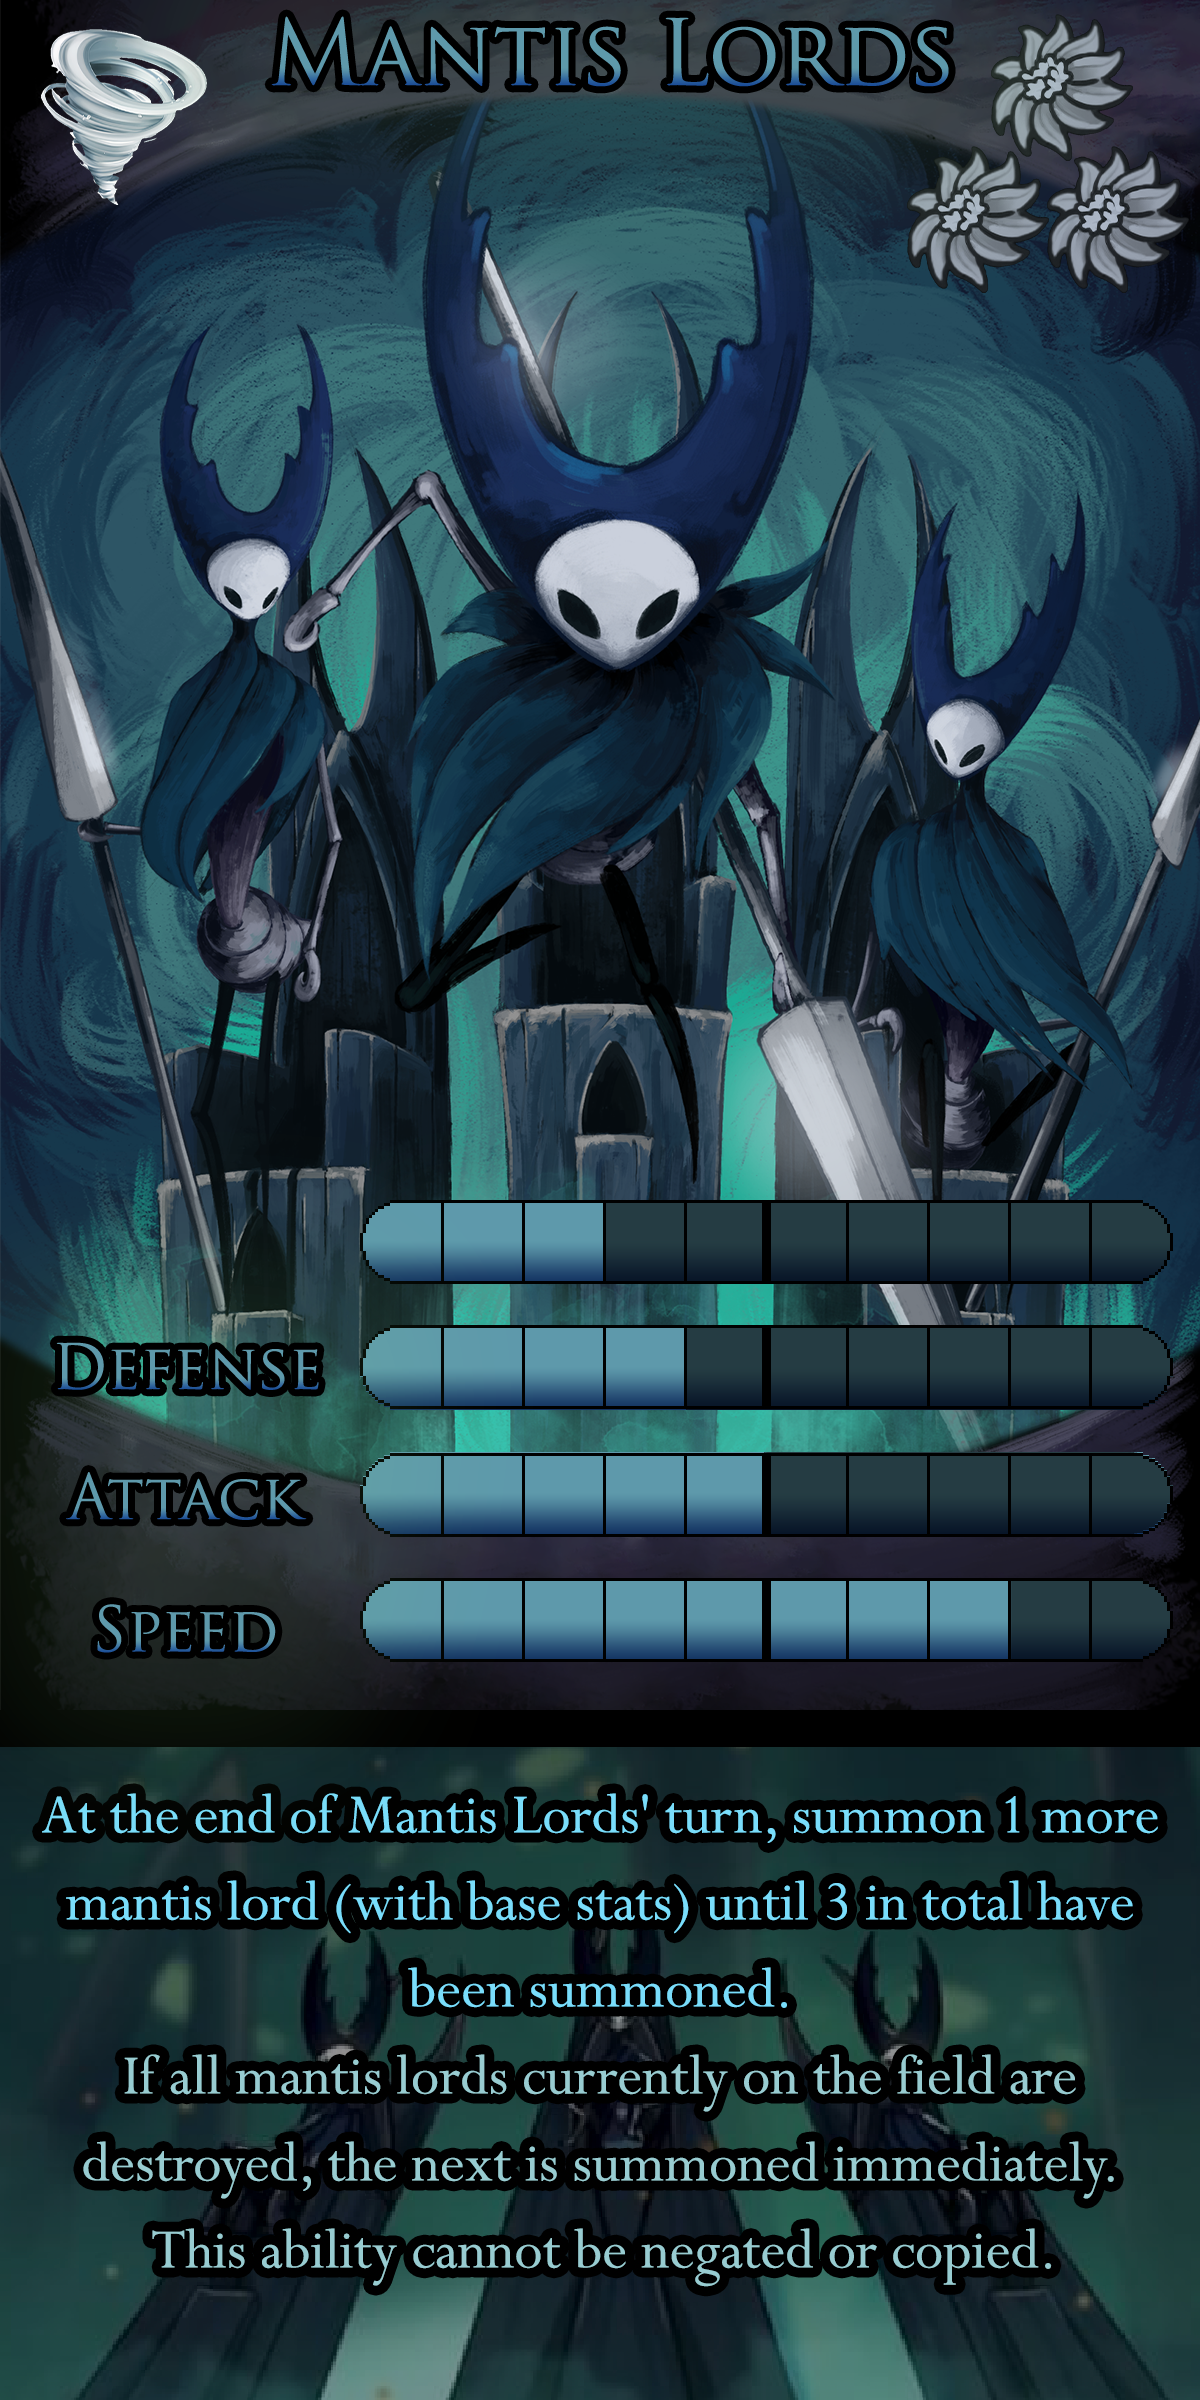 Mantis Lords
Defense
Attack
Speed
At the end of Mantis Lords' turn, summon 1 more
mantis lord (with base stats) until 3 in total have
been summoned.
If all mantis lords currently on the field are
destroyed, the next is summoned immediately.
This ability cannot be negated or copied.